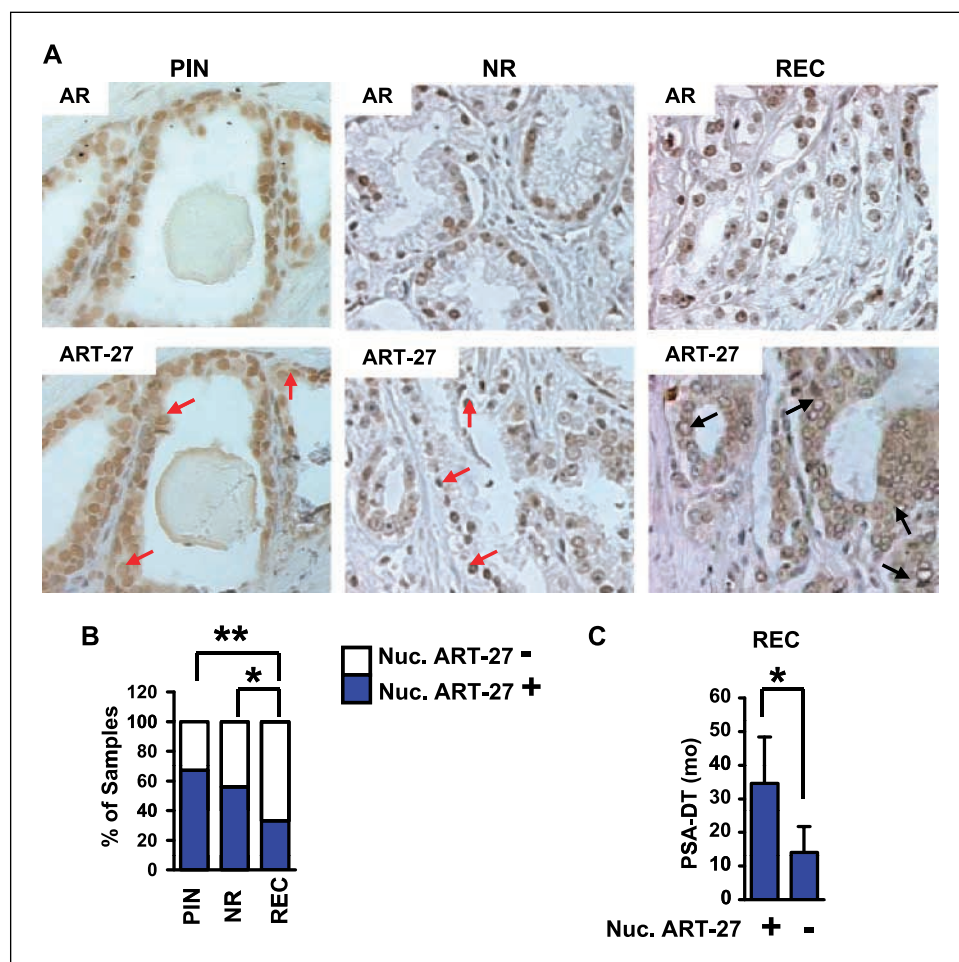 A
PIN NR REC
AR AR AR
ART-27 ART-27 ART-27
B
**
*
Nuc. ART-27 -
Nuc. ART-27 +
% of Samples
120
100
80
60
40
20
0
PIN NR REC
C
REC
*
PSA-DT (mo)
60
50
40
30
20
10
0
Nuc. ART-27 + -